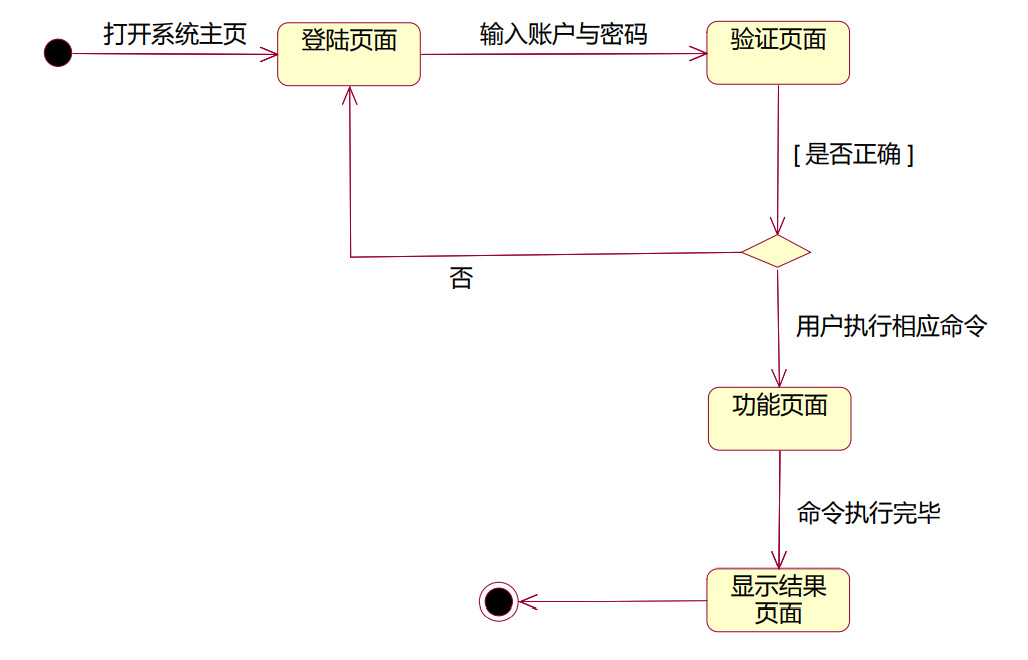 打开系统主页
登陆页面
输入账户与密码
验证页面
[ 是否正确 ]
否
用户执行相应命令
功能页面
命令执行完毕
显示结果
页面